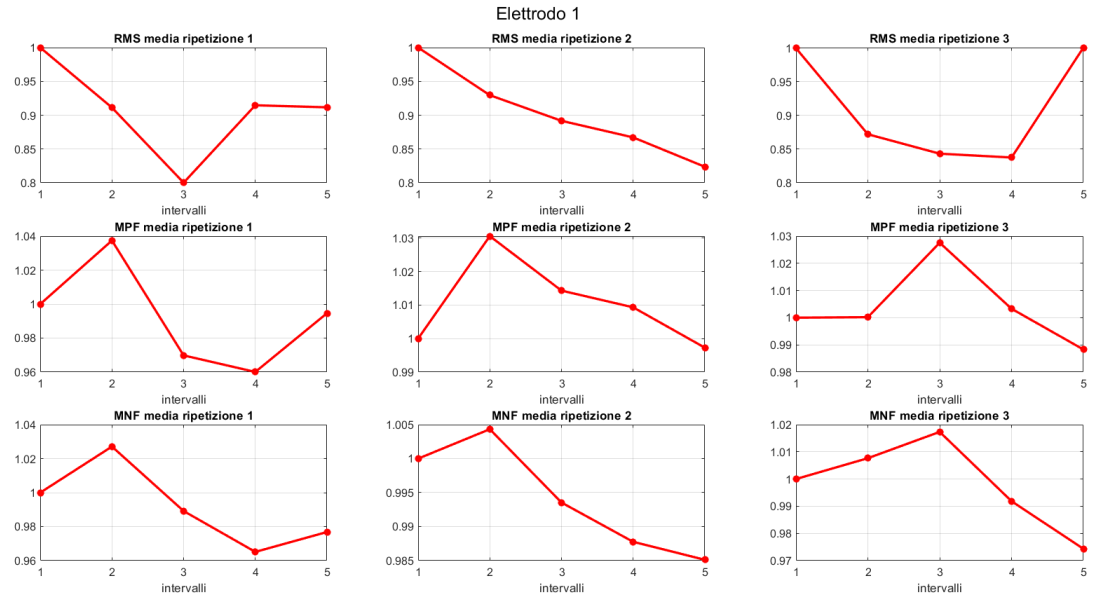 Elettrodo 1
RMS media ripetizione 1
1
0.95
0.9
0.85
0.8
1 2 3 4 5
intervalli
RMS media ripetizione 2
1
0.95
0.9
0.85
0.8
1 2 3 4 5
intervalli
RMS media ripetizione 3
1
0.95
0.9
0.85
0.8
1 2 3 4 5
intervalli
MPF media ripetizione 1
1.04
1.02
1
0.98
0.96
1 2 3 4 5
intervalli
MPF media ripetizione 2
1.03
1.02
1.01
1
0.99
1 2 3 4 5
intervalli
MPF media ripetizione 3
1.03
1.02
1.01
1
0.99
0.98
1 2 3 4 5
intervalli
MNF media ripetizione 1
1.04
1.02
1
0.98
0.96
1 2 3 4 5
intervalli
MNF media ripetizione 2
1.005
1
0.995
0.99
0.985
1 2 3 4 5
intervalli
MNF media ripetizione 3
1.02
1.01
1
0.99
0.98
0.97
1 2 3 4 5
intervalli